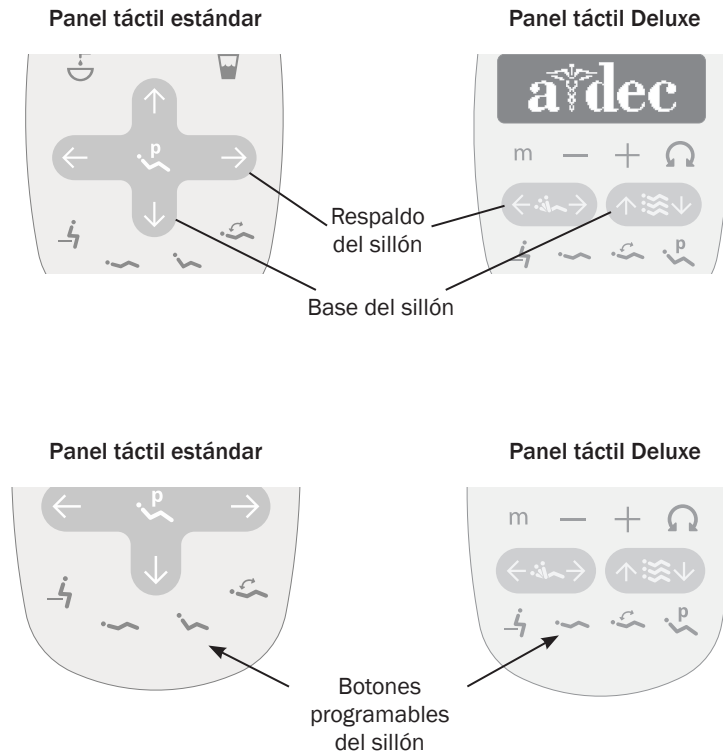 Panel táctil estándar
Panel táctil Deluxe
a dec
p
m
Respaldo
del sillón
p
Base del sillón
Panel táctil estándar
Panel táctil Deluxe
p
m
p
Botones
programables
del sillón